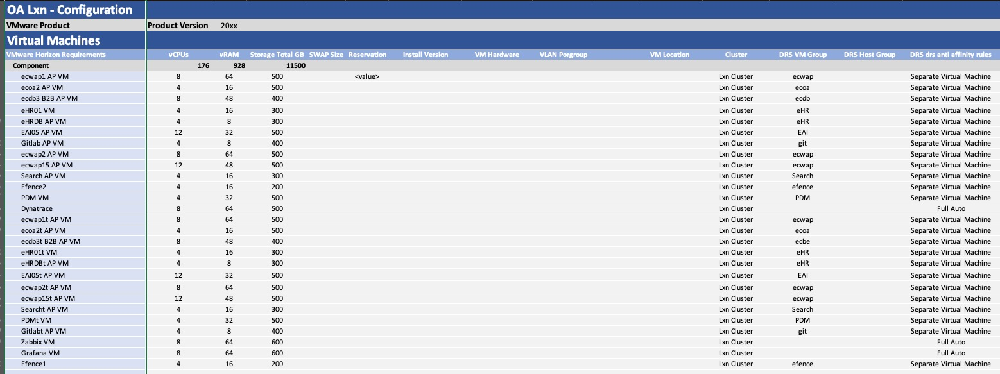 OA Lxn - Configuration
VMware Product Product Version 20xx
Virtual Machines
VMware Horizon Requirements vCPUs vRAM Storage Total GB SWAP Size Reservation Install Version VM Hardware VLAN Porgroup VM Location Cluster DRS VM Group DRS Host Group DRS drs anti affinity rules
Component 176 928 11500
ecwap1 AP VM 8 64 500 <value> Lxn Cluster ecwap Separate Virtual Machine
ecoa2 AP VM 4 16 500 Lxn Cluster ecoa Separate Virtual Machine
ecdb3 B2B AP VM 8 48 400 Lxn Cluster ecdb Separate Virtual Machine
eHR01 VM 4 16 300 Lxn Cluster eHR Separate Virtual Machine
eHRDB AP VM 4 8 300 Lxn Cluster eHR Separate Virtual Machine
EAI05 AP VM 12 32 500 Lxn Cluster EAI Separate Virtual Machine
Gitlab AP VM 4 8 400 Lxn Cluster git Separate Virtual Machine
ecwap2 AP VM 8 64 500 Lxn Cluster ecwap Separate Virtual Machine
ecwap15 AP VM 12 48 500 Lxn Cluster ecwap Separate Virtual Machine
Search AP VM 4 16 300 Lxn Cluster Search Separate Virtual Machine
Efence2 4 16 200 Lxn Cluster efence Separate Virtual Machine
PDM VM 4 32 500 Lxn Cluster PDM Separate Virtual Machine
Dynatrace 8 64 500 Lxn Cluster Full Auto
ecwap1t AP VM 8 64 500 Lxn Cluster ecwap Separate Virtual Machine
ecoa2t AP VM 4 16 500 Lxn Cluster ecoa Separate Virtual Machine
ecdb3t B2B AP VM 8 48 400 Lxn Cluster ecbe Separate Virtual Machine
eHR01t VM 4 16 300 Lxn Cluster eHR Separate Virtual Machine
eHRDBt AP VM 4 8 300 Lxn Cluster eHR Separate Virtual Machine
EAI05t AP VM 12 32 500 Lxn Cluster EAI Separate Virtual Machine
ecwap2t AP VM 8 64 500 Lxn Cluster ecwap Separate Virtual Machine
ecwap15t AP VM 12 48 500 Lxn Cluster ecwap Separate Virtual Machine
Searcht AP VM 4 16 300 Lxn Cluster Search Separate Virtual Machine
PDMt VM 4 32 500 Lxn Cluster PDM Separate Virtual Machine
Gitlabt AP VM 4 8 400 Lxn Cluster git Separate Virtual Machine
Zabbix VM 8 64 600 Lxn Cluster Full Auto
Grafana VM 8 64 600 Lxn Cluster Full Auto
Efence1 4 16 200 Lxn Cluster efence Separate Virtual Machine